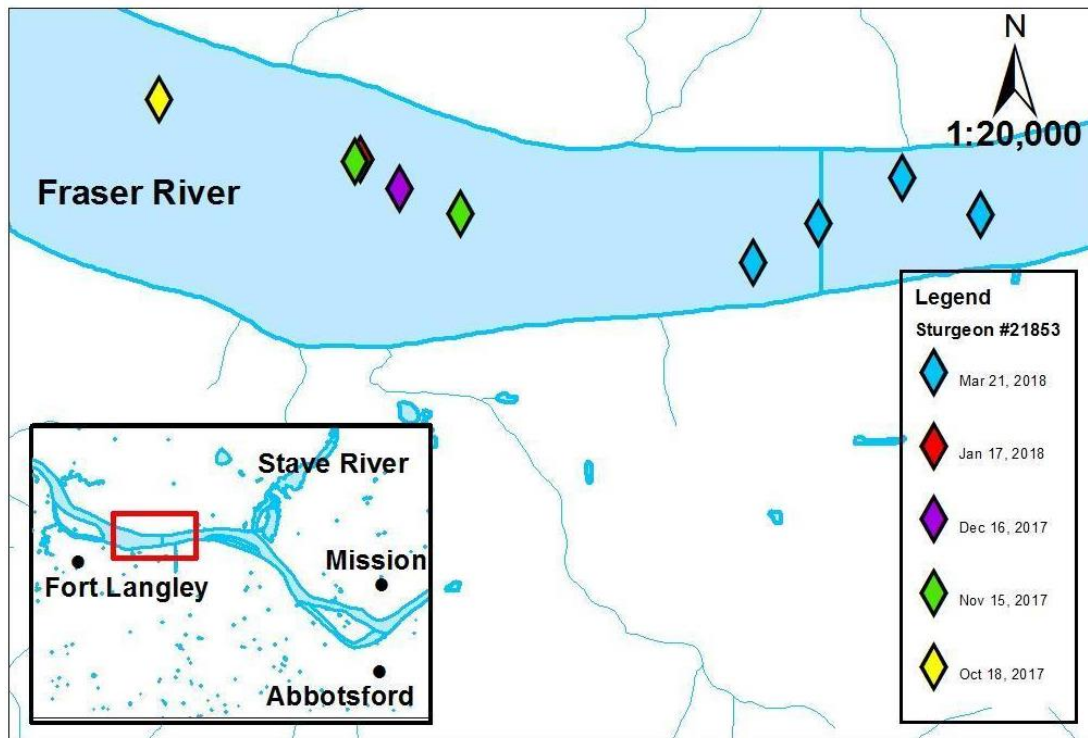 N
1:20,000
Fraser River
Legend
Sturgeon #21853
Mar 21, 2018
Jan 17, 2018
Dec 16, 2017
Nov 15, 2017
Oct 18, 2017
Stave River
Mission
Fort Langley
Abbotsford